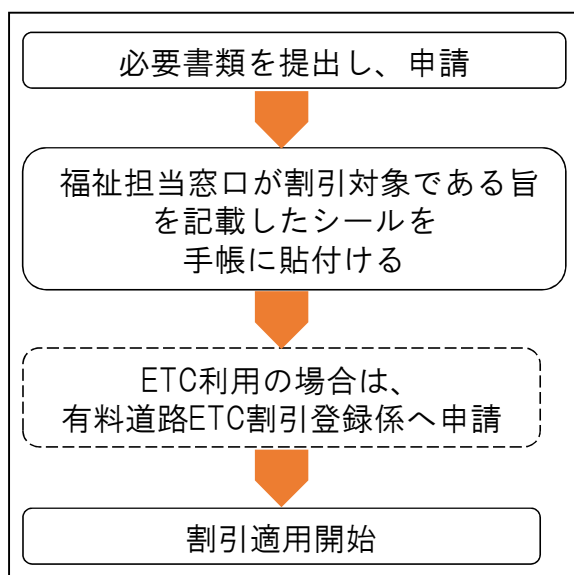 必要書類を提出し、申請
福祉担当窓口が割引対象である旨
を記載したシールを
手帳に貼付ける
ETC利用の場合は、
有料道路ETC割引登録係へ申請
割引適用開始